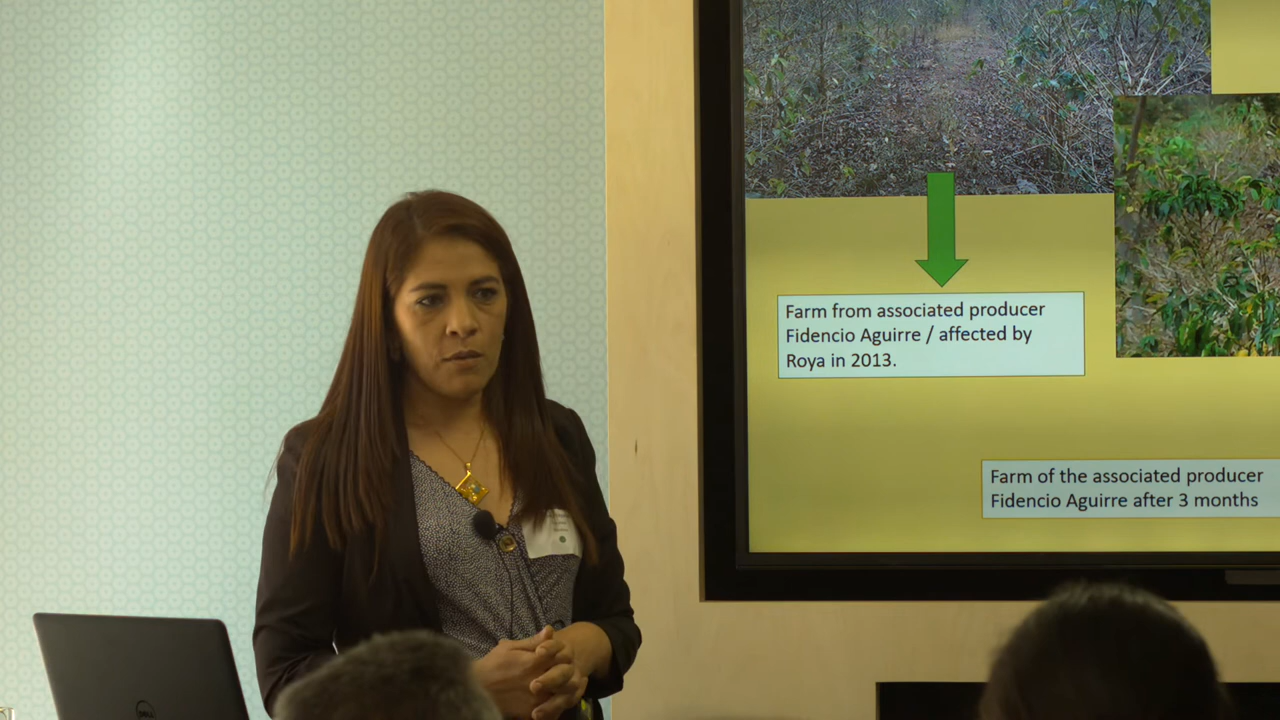 Farm from associated producer
Fidencio Aguirre / affected by
Roya in 2013.
Farm of the associated producer
Fidencio Aguirre after 3 months
DELL